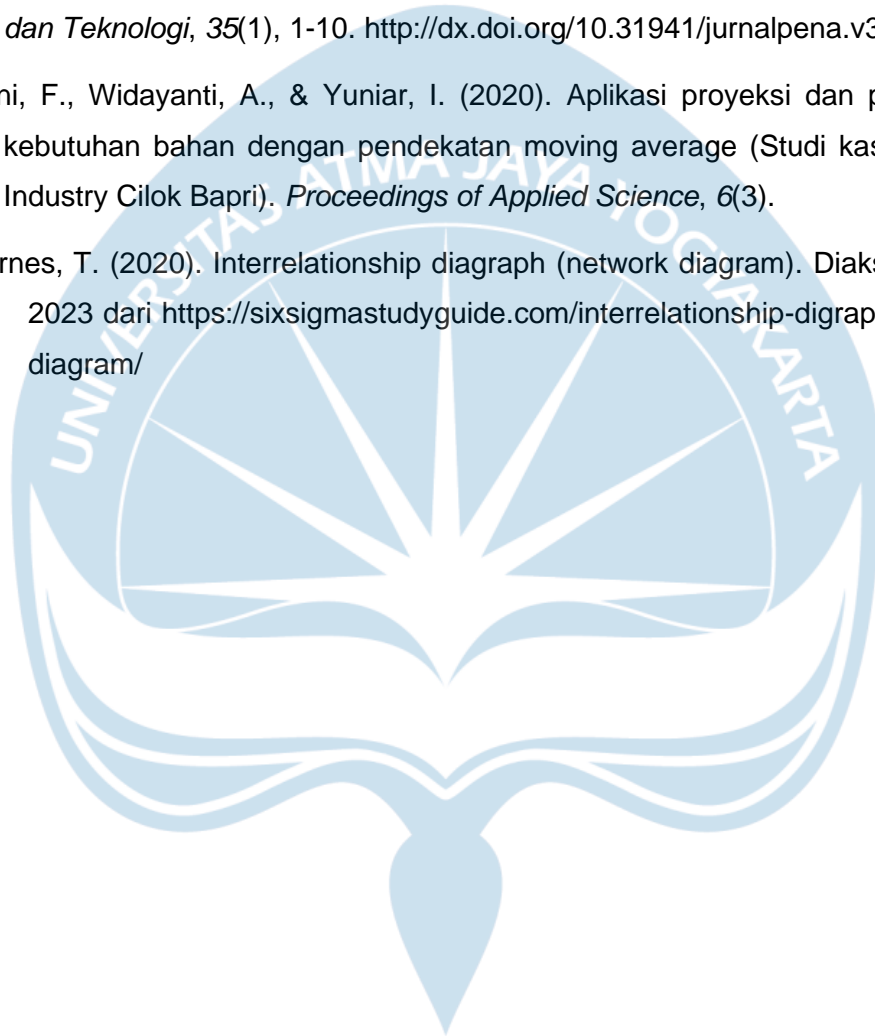 dan Teknologi, 35(1), 1-10. http://dx.doi.org/10.31941/jurnalpena.v3
ni, F., Widayanti, A., & Yuniar, I. (2020). Aplikasi proyeksi dan p
kebutuhan bahan dengan pendekatan moving average (Studi kas
Industry Cilok Bapri). Proceedings of Applied Science, 6(3).
rnes, T. (2020). Interrelationship diagraph (network diagram). Diaks
2023 dari https://sixsigmastudyguide.com/interrelationship-digrap
diagram/
UNIVERSITAS ATMA JAYA YOGYAKARTA